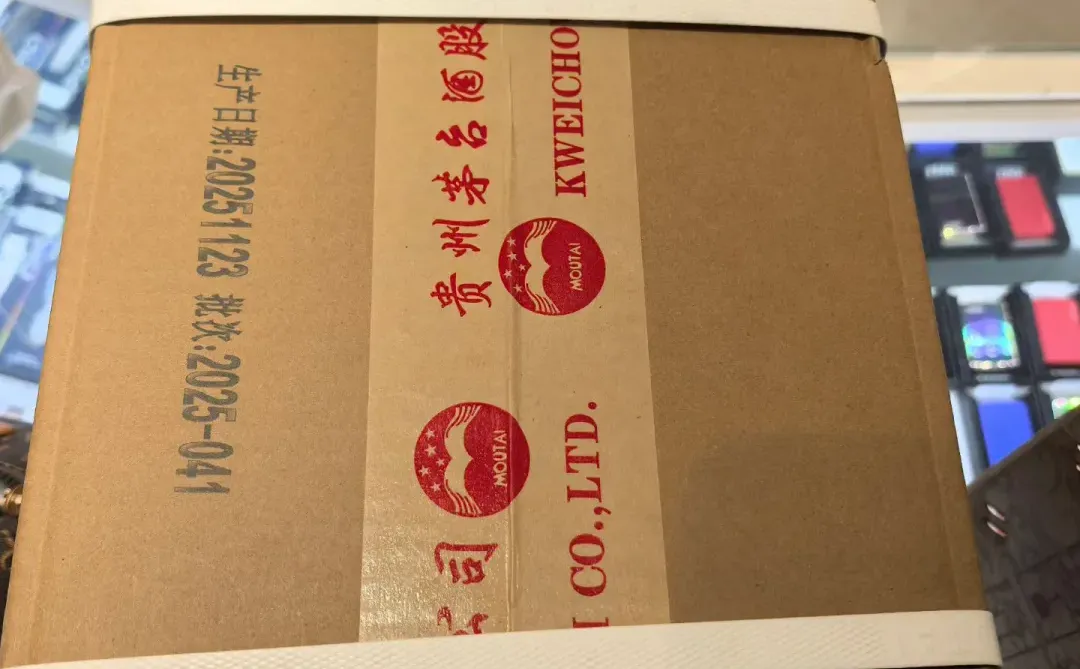 生产日期:20251123 批次:2025-041
贵州茅台酒股
KWEICHO
MOUTAI
MOUTAI
司
CO.,LTD.